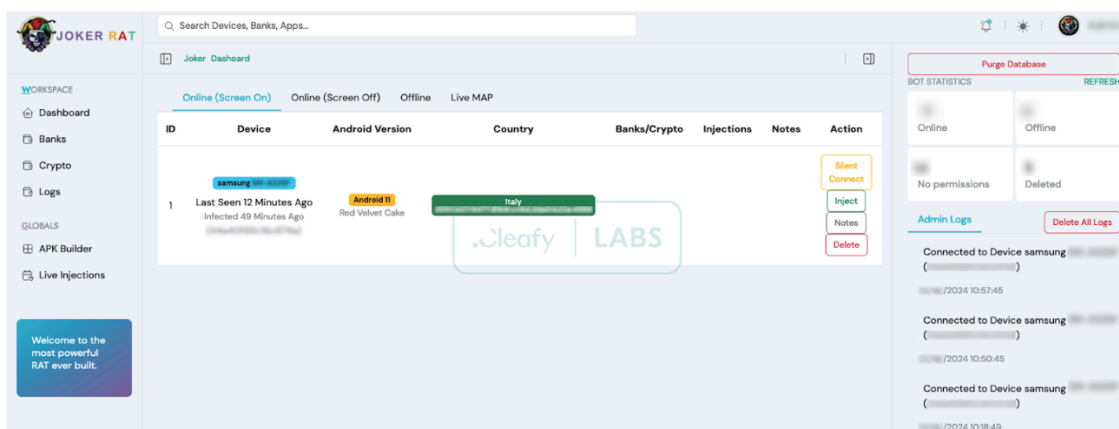 JOKER RAT
Search Devices, Banks, Apps...
Joker Dashoard
Purge Database
WORKSPACE
Dashboard
Banks
Crypto
Logs
GLOBALS
APK Builder
Live Injections
Welcome to the
most powerful
RAT ever built.
Online (Screen On) Online (Screen Off) Offline Live MAP
ID Device Android Version Country Banks/Crypto Injections Notes Action
1
samsung
Last Seen 12 Minutes Ago
Infected 49 Minutes Ago
Android 11
Red Velvet Cake
Italy
Silent
Connect
Inject
Notes
Delete
.Cleafy LABS
BOT STATISTICS REFRESH
Online Offline
No permissions Deleted
Admin Logs Delete All Logs
Connected to Device samsung
( )
/2024 10:57:45
Connected to Device samsung
( )
/2024 10:50:45
Connected to Device samsung
( )
/2024 10:18:49